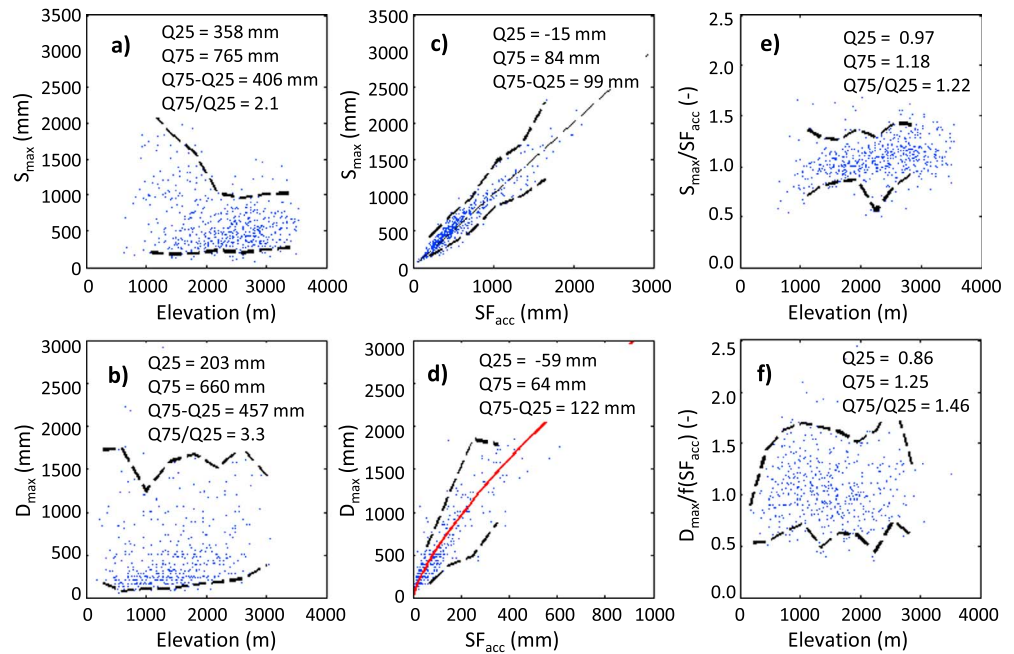 a)
Q25 = 358 mm
Q75 = 765 mm
Q75-Q25 = 406 mm
Q75/Q25 = 2.1
3500
3000
2500
2000
1500
1000
500
0
Smax (mm)
0 1000 2000 3000 4000
Elevation (m)
c)
Q25 = -15 mm
Q75 = 84 mm
Q75-Q25 = 99 mm
3500
3000
2500
2000
1500
1000
500
0
Smax (mm)
0 1000 2000 3000
SFacc (mm)
e)
Q25 = 0.97
Q75 = 1.18
Q75/Q25 = 1.22
2.5
2.0
1.5
1.0
0.5
0.0
Smax/SFacc (-)
0 1000 2000 3000 4000
Elevation (m)
b)
Q25 = 203 mm
Q75 = 660 mm
Q75-Q25 = 457 mm
Q75/Q25 = 3.3
3000
2500
2000
1500
1000
500
0
Dmax (mm)
0 1000 2000 3000 4000
Elevation (m)
d)
Q25 = -59 mm
Q75 = 64 mm
Q75-Q25 = 122 mm
3000
2500
2000
1500
1000
500
0
Dmax (mm)
0 200 400 600 800 1000
SFacc (mm)
f)
Q25 = 0.86
Q75 = 1.25
Q75/Q25 = 1.46
2.5
2.0
1.5
1.0
0.5
0.0
Dmax/f(SFacc) (-)
0 1000 2000 3000 4000
Elevation (m)